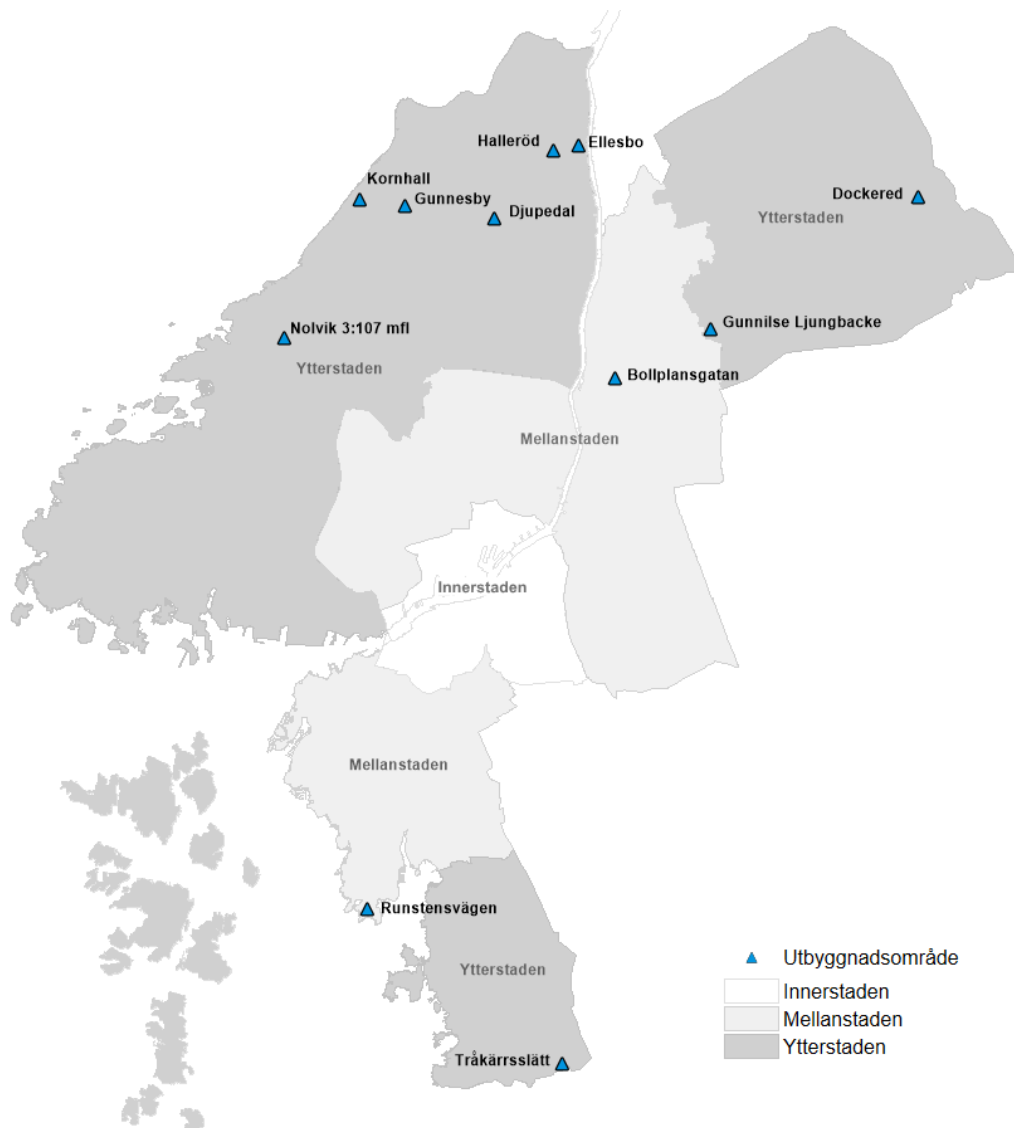 Halleröd
Ellesbo
Kornhall
Gunnesby
Djupedal
Dockered
Ytterstaden
Nolvik 3:107 mfl
Ytterstaden
Gunnilse Ljungbacke
Bollplansgatan
Mellanstaden
Innerstaden
Mellanstaden
Runstensvägen
Ytterstaden
Tråkärrsslätt
Utbyggnadsområde
Innerstaden
Mellanstaden
Ytterstaden